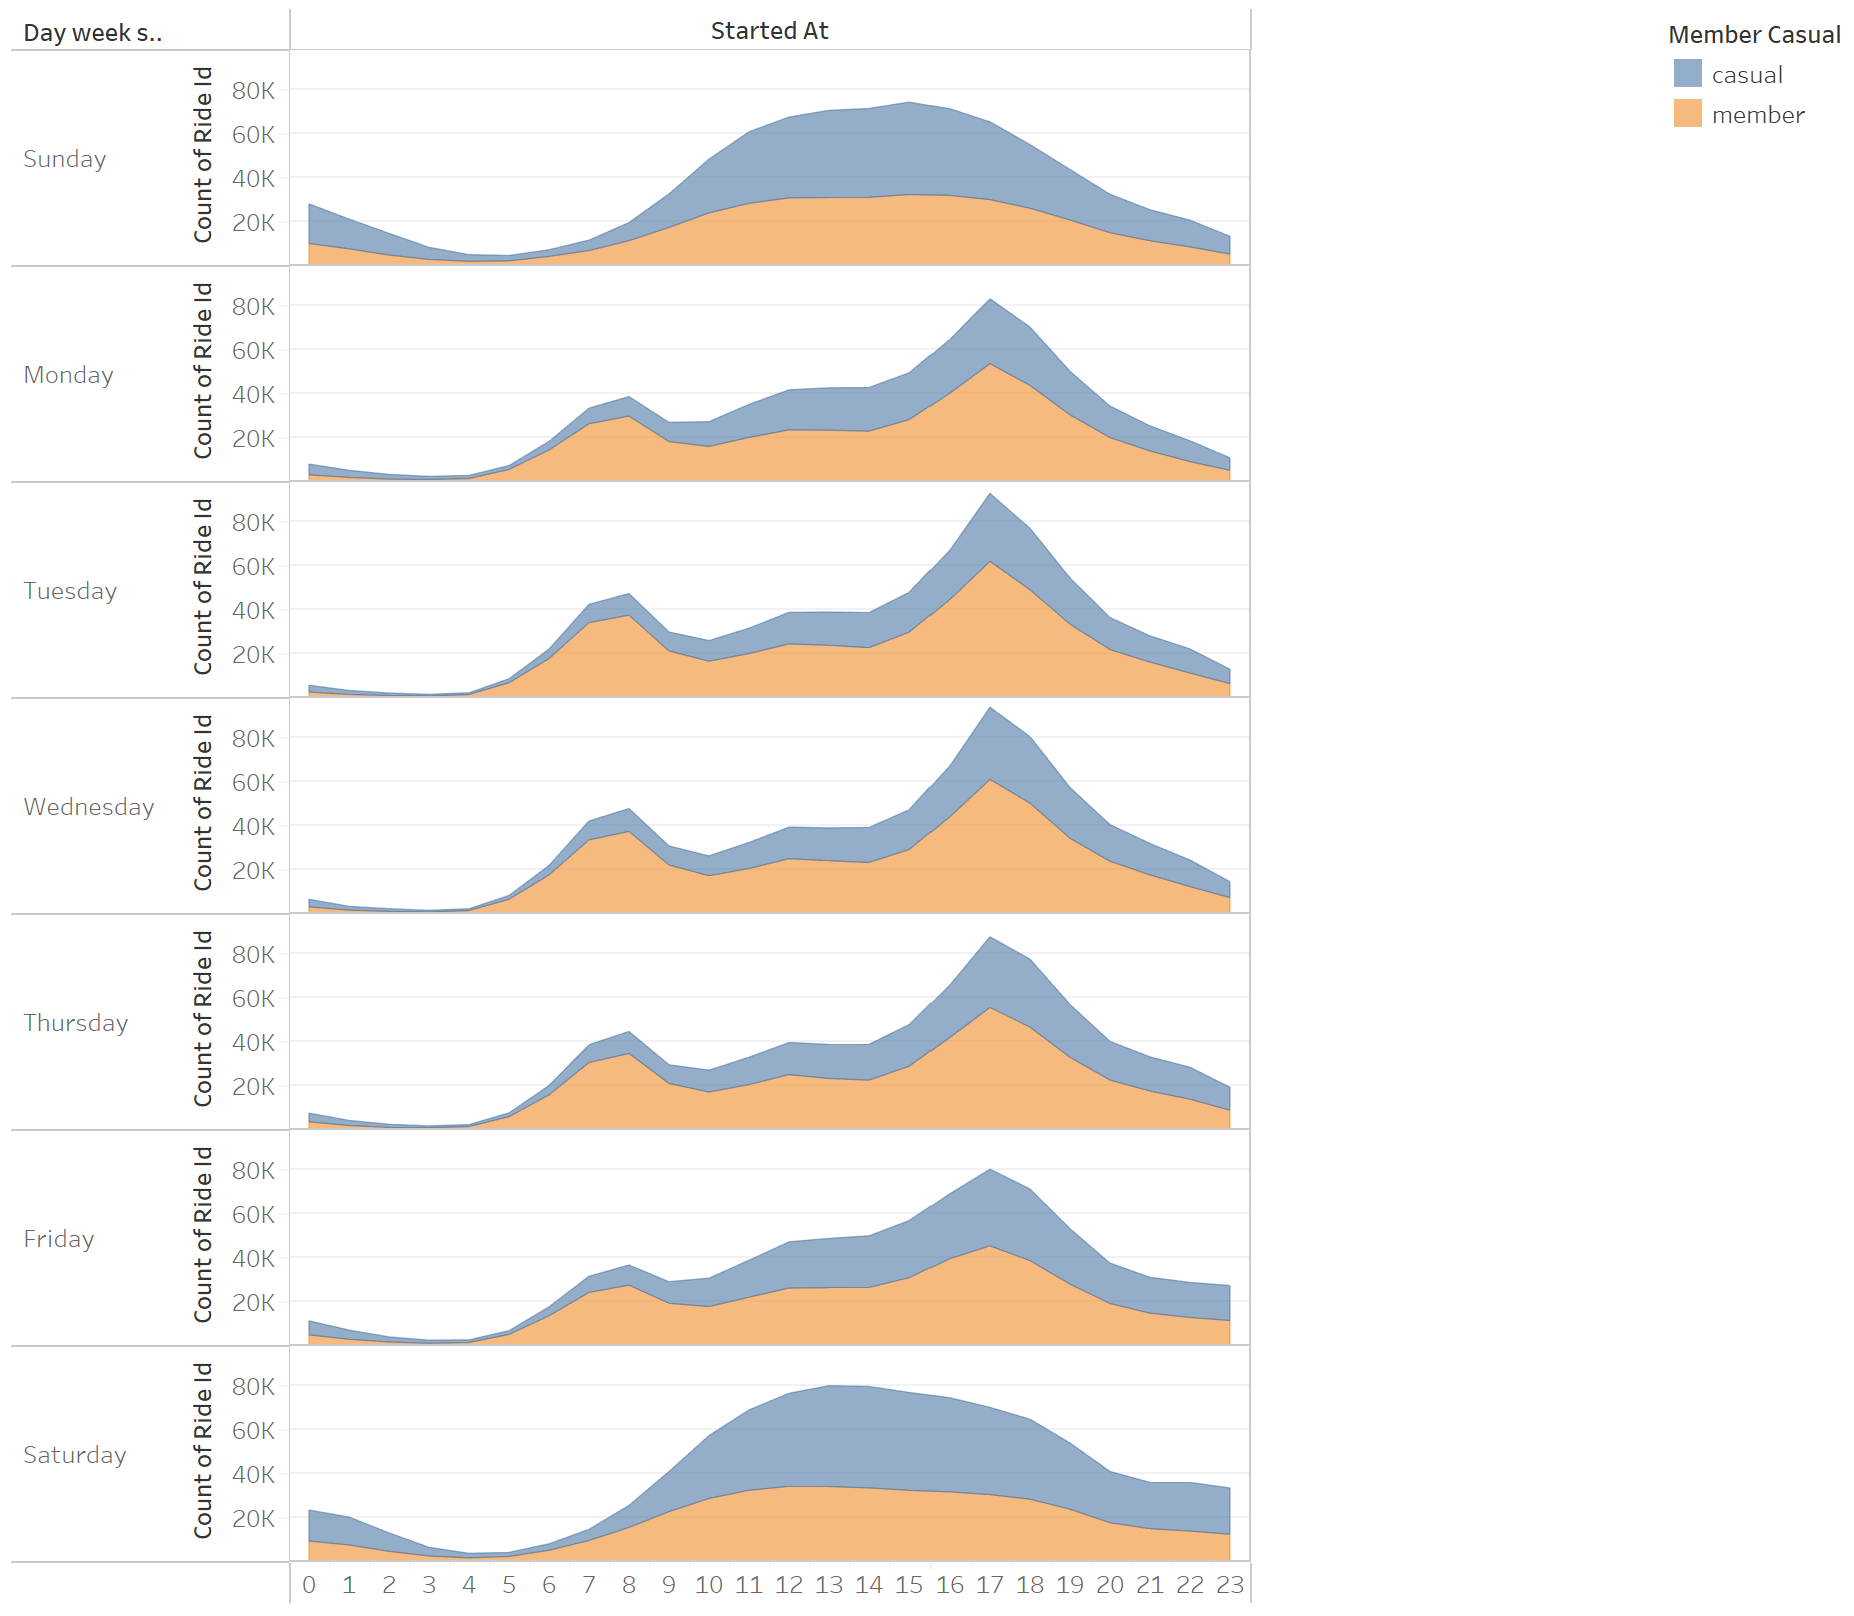 Day week s..
Started At
Member Casual
casual
member
Sunday
Count of Ride Id
80K
60K
40K
20K
Monday
Count of Ride Id
80K
60K
40K
20K
Tuesday
Count of Ride Id
80K
60K
40K
20K
Wednesday
Count of Ride Id
80K
60K
40K
20K
Thursday
Count of Ride Id
80K
60K
40K
20K
Friday
Count of Ride Id
80K
60K
40K
20K
Saturday
Count of Ride Id
80K
60K
40K
20K
0 1 2 3 4 5 6 7 8 9 10 11 12 13 14 15 16 17 18 19 20 21 22 23